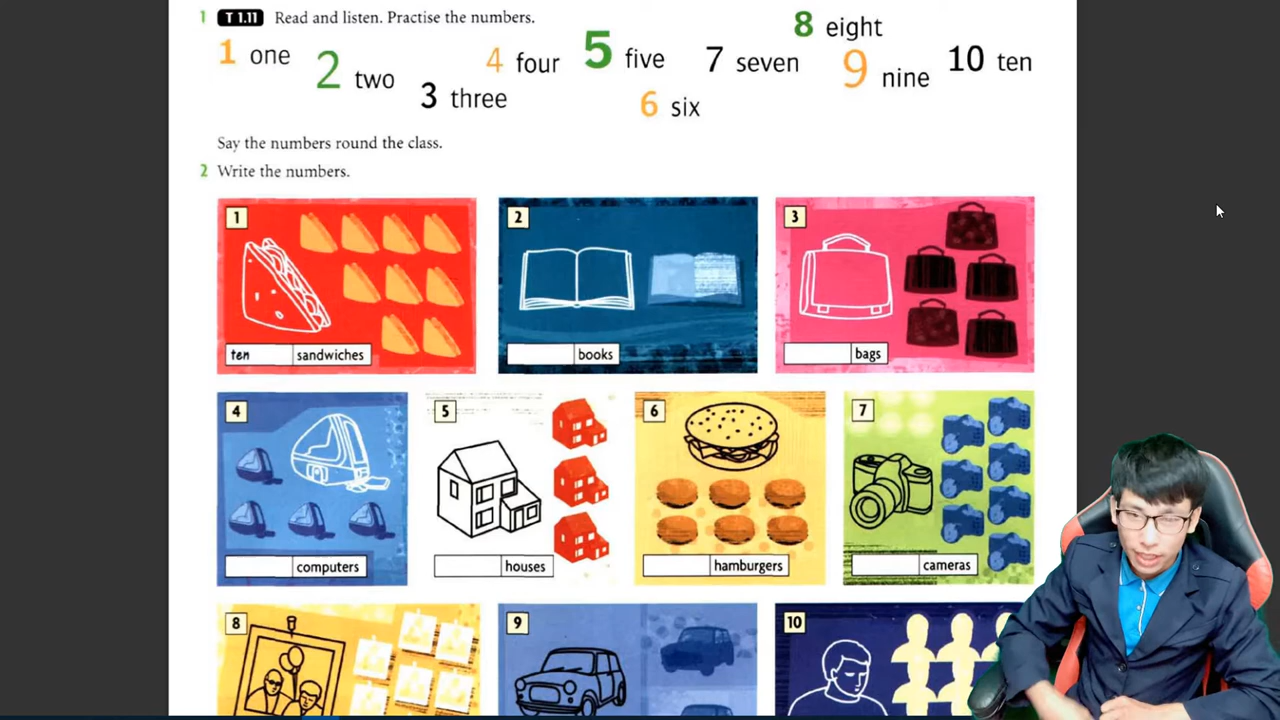 1 T 1.11 Read and listen. Practise the numbers.
1 one 2 two 3 three 4 four 5 five 6 six 7 seven 8 eight 9 nine 10 ten
Say the numbers round the class.
2 Write the numbers.
1
ten sandwiches
2
books
3
bags
4
computers
5
houses
6
hamburgers
7
cameras
8
9
10